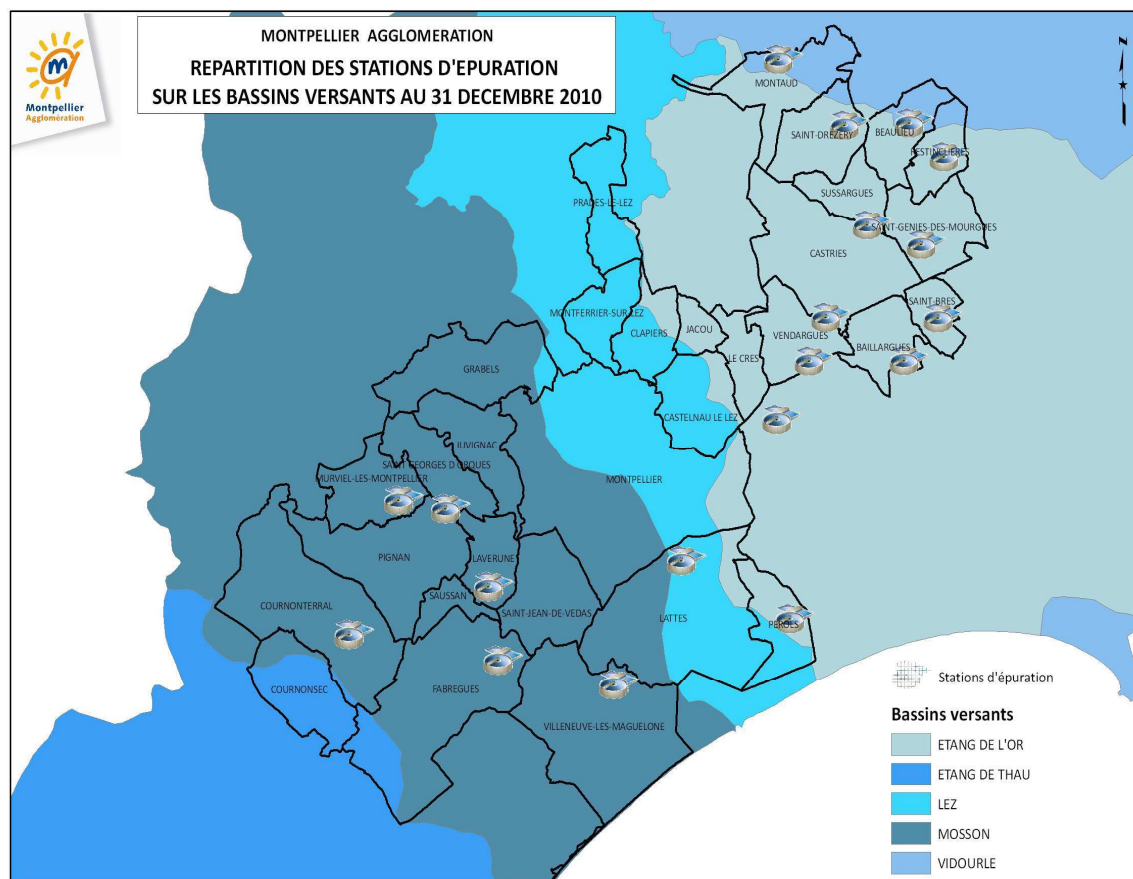 MONTPELLIER AGGLOMERATION
REPARTITION DES STATIONS D'EPURATION
SUR LES BASSINS VERSANTS AU 31 DECEMBRE 2010
m
Montpellier
Agglomération
N
MONTAUD
SAINT-DREZERY
BEAULIEU
RESTINCLIERES
SUSSARGUES
PRADES-LE-LEZ
SAINT-GENIES-DES-MOURGUES
CASTRIES
SAINT-BRES
MONTFERRIER-SUR-LEZ
CLAPIERS
JACOU
VENDARGUES
BAILLARGUES
LE CRES
GRABELS
CASTELNAU LE LEZ
JUVIGNAC
SAINT GEORGES D'ORQUES
MURVIEL-LES-MONTPELLIER
MONTPELLIER
PIGNAN
LAVERUNE
SAUSSAN
COURNONTERRAL
SAINT-JEAN-DE-VEDAS
LATTES
PEROLS
COURNONSEC
FABREGUES
VILLENEUVE-LES-MAGUELONE
Stations d'épuration
Bassins versants
ETANG DE L'OR
ETANG DE THAU
LEZ
MOSSON
VIDOURLE